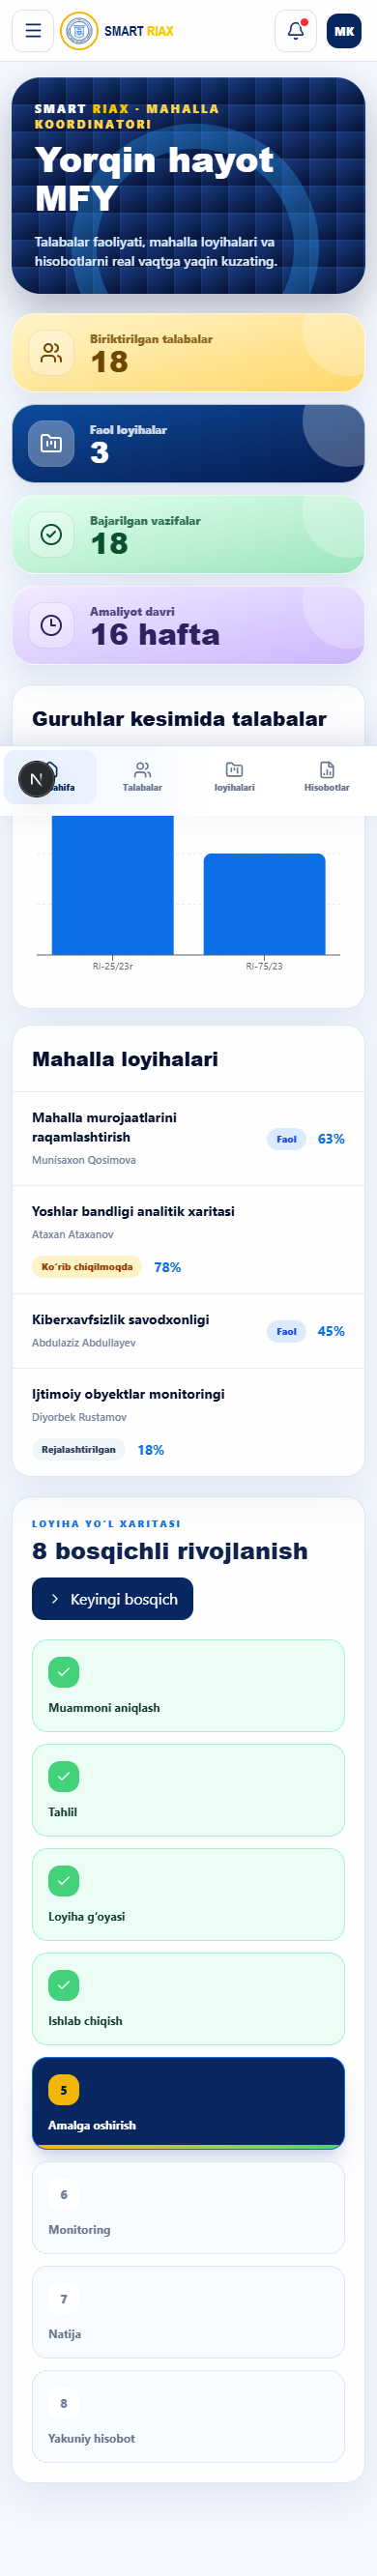 SMART RIAX
MK
SMART RIAX · MAHALLA
KOORDINATORI
Yorqin hayot
MFY
Talabalar faoliyati, mahalla loyihalari va
hisobotlarni real vaqtga yaqin kuzating.
Biriktirilgan talabalar
18
Faol loyihalar
3
Bajarilgan vazifalar
18
Amaliyot davri
16 hafta
Guruhlar kesimida talabalar
N
Talabalar
loyihalari
Hisobotlar
RI-25/23r
RI-75/23
Mahalla loyihalari
Mahalla murojaatlarini
raqamlashtirish
Faol
63%
Munisaxon Qosimova
Yoshlar bandligi analitik xaritasi
Ataxan Ataxanov
Ko‘rib chiqilmoqda
78%
Kiberxavfsizlik savodxonligi
Faol
45%
Abdulaziz Abdullayev
Ijtimoiy obyektlar monitoringi
Diyorbek Rustamov
Rejalashtirilgan
18%
LOYIHA YO‘L XARITASI
8 bosqichli rivojlanish
Keyingi bosqich
Muammoni aniqlash
Tahlil
Loyiha g‘oyasi
Ishlab chiqish
5
Amalga oshirish
6
Monitoring
7
Natija
8
Yakuniy hisobot